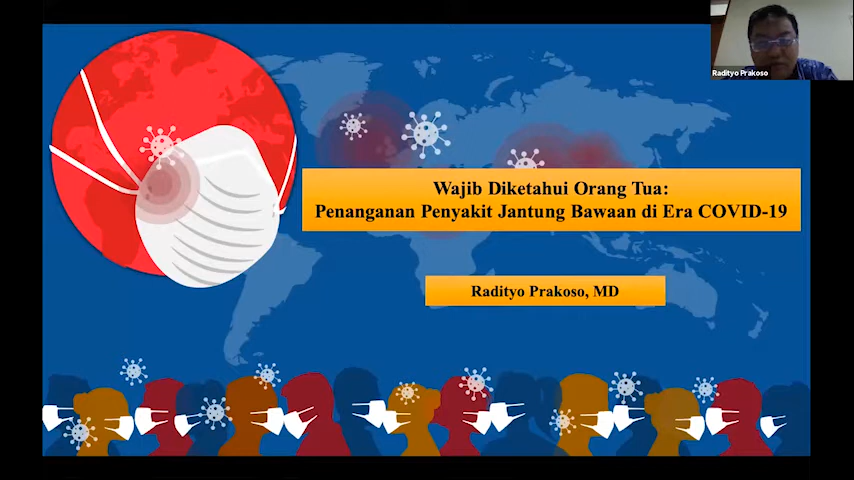 Radityo Prakoso
Wajib Diketahui Orang Tua:
Penanganan Penyakit Jantung Bawaan di Era COVID-19
Radityo Prakoso, MD